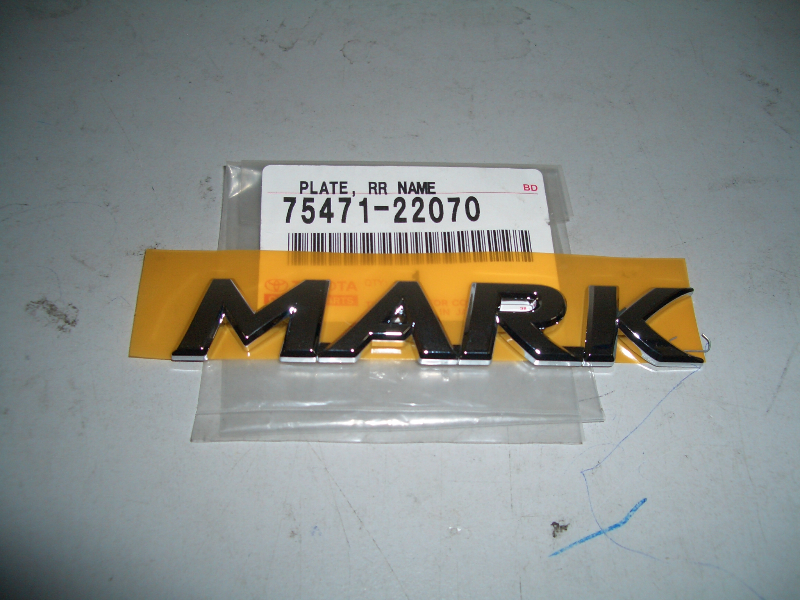 PLATE, RR NAME
BD
75471-22070
MARK